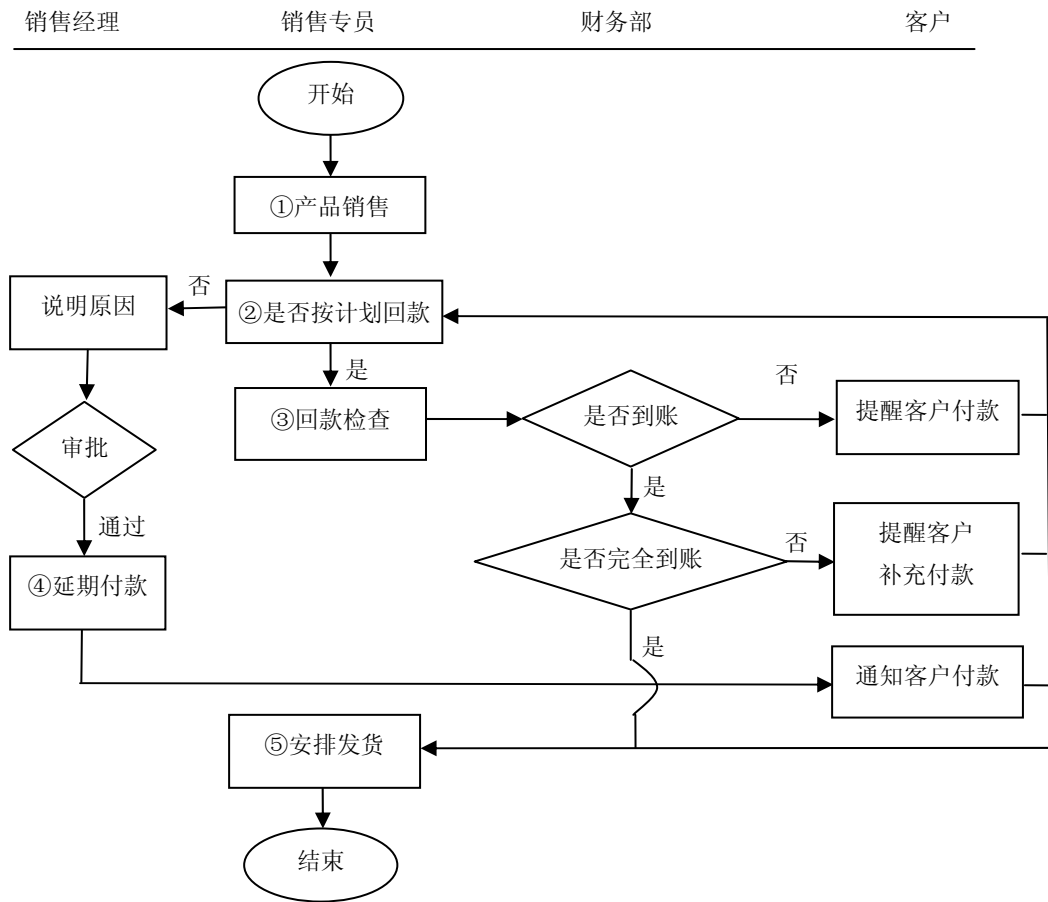 销售经理 销售专员 财务部 客户
开始
①产品销售
说明原因
否
②是否按计划回款
是
③回款检查
是否到账
否
提醒客户付款
审批
是
通过
④延期付款
是否完全到账
否
提醒客户
补充付款
是
通知客户付款
⑤安排发货
结束